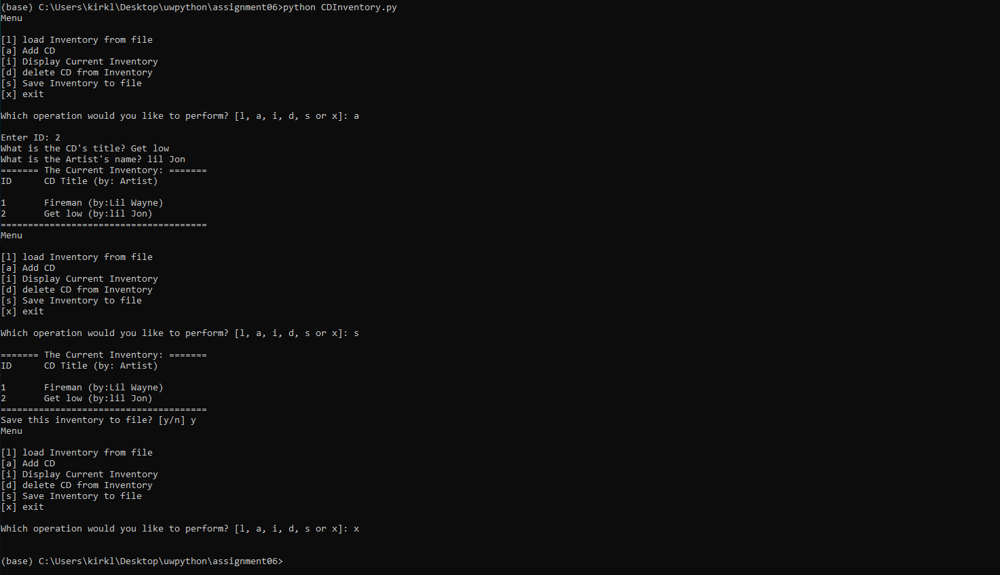 (base) C:\Users\kirkl\Desktop\uwpython\assignment06>python CDInventory.py
Menu
[l] load Inventory from file
[a] Add CD
[i] Display Current Inventory
[d] delete CD from Inventory
[s] Save Inventory to file
[x] exit
Which operation would you like to perform? [l, a, i, d, s or x]: a
Enter ID: 2
What is the CD's title? Get low
What is the Artist's name? lil Jon
======= The Current Inventory: =======
ID      CD Title (by: Artist)
1       Fireman (by:Lil Wayne)
2       Get low (by:lil Jon)
======================================
Menu
[l] load Inventory from file
[a] Add CD
[i] Display Current Inventory
[d] delete CD from Inventory
[s] Save Inventory to file
[x] exit
Which operation would you like to perform? [l, a, i, d, s or x]: s
======= The Current Inventory: =======
ID      CD Title (by: Artist)
1       Fireman (by:Lil Wayne)
2       Get low (by:lil Jon)
======================================
Save this inventory to file? [y/n] y
Menu
[l] load Inventory from file
[a] Add CD
[i] Display Current Inventory
[d] delete CD from Inventory
[s] Save Inventory to file
[x] exit
Which operation would you like to perform? [l, a, i, d, s or x]: x
(base) C:\Users\kirkl\Desktop\uwpython\assignment06>